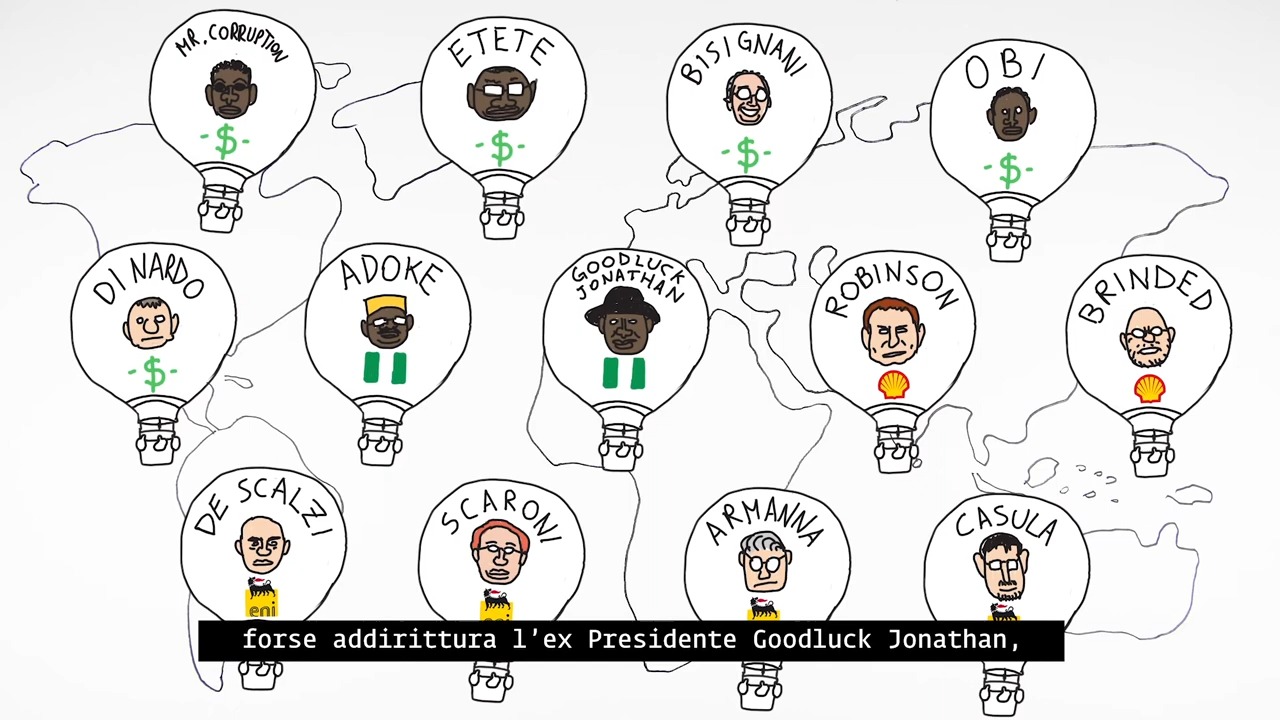 MR. CORRUPTION
ETETE
BISIGNANI
OBI
-$-
-$-
-$-
-$-
DI NARDO
ADOKE
GOODLUCK
JONATHAN
ROBINSON
BRINDED
-$-
DE SCALZI
SCARONI
ARMANNA
CASULA
eni
eni
forse addirittura l'ex Presidente Goodluck Jonathan,